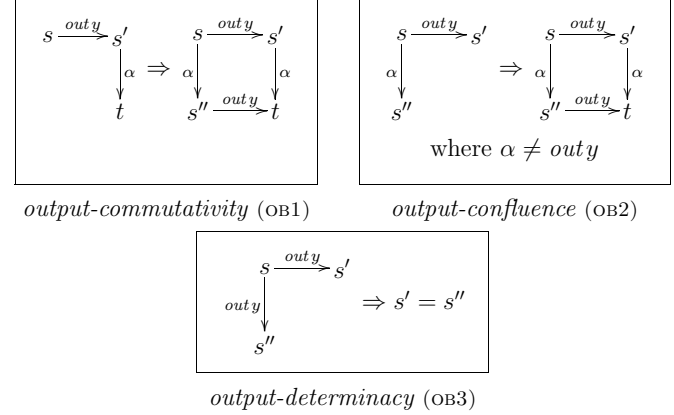 s out y s′ α t ⇒ s out y s′ α α s″ out y t
output-commutativity (OB1)
s out y s′ α s″ ⇒ s out y s′ α α s″ out y t
where α ≠ out y
output-confluence (OB2)
s out y s′ out y s″ ⇒ s′ = s″
output-determinacy (OB3)